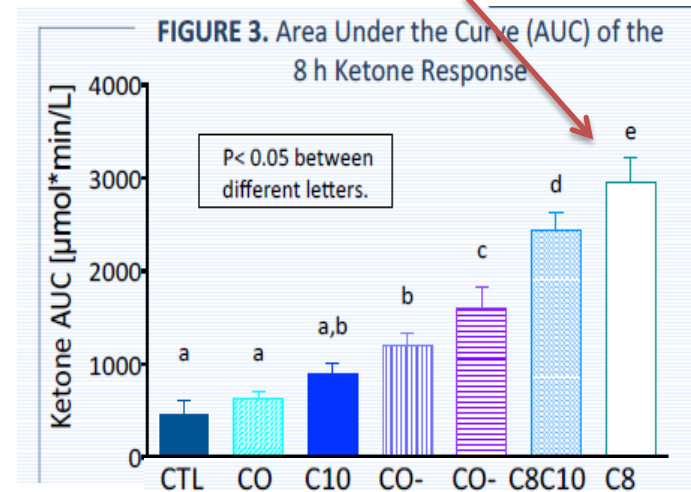 FIGURE 3. Area Under the Curve (AUC) of the
8 h Ketone Response
Ketone AUC [µmol*min/L]
4000
3000
2000
1000
0
P< 0.05 between
different letters.
a
a
a,b
b
c
d
e
CTL CO C10 CO- CO- C8C10 C8